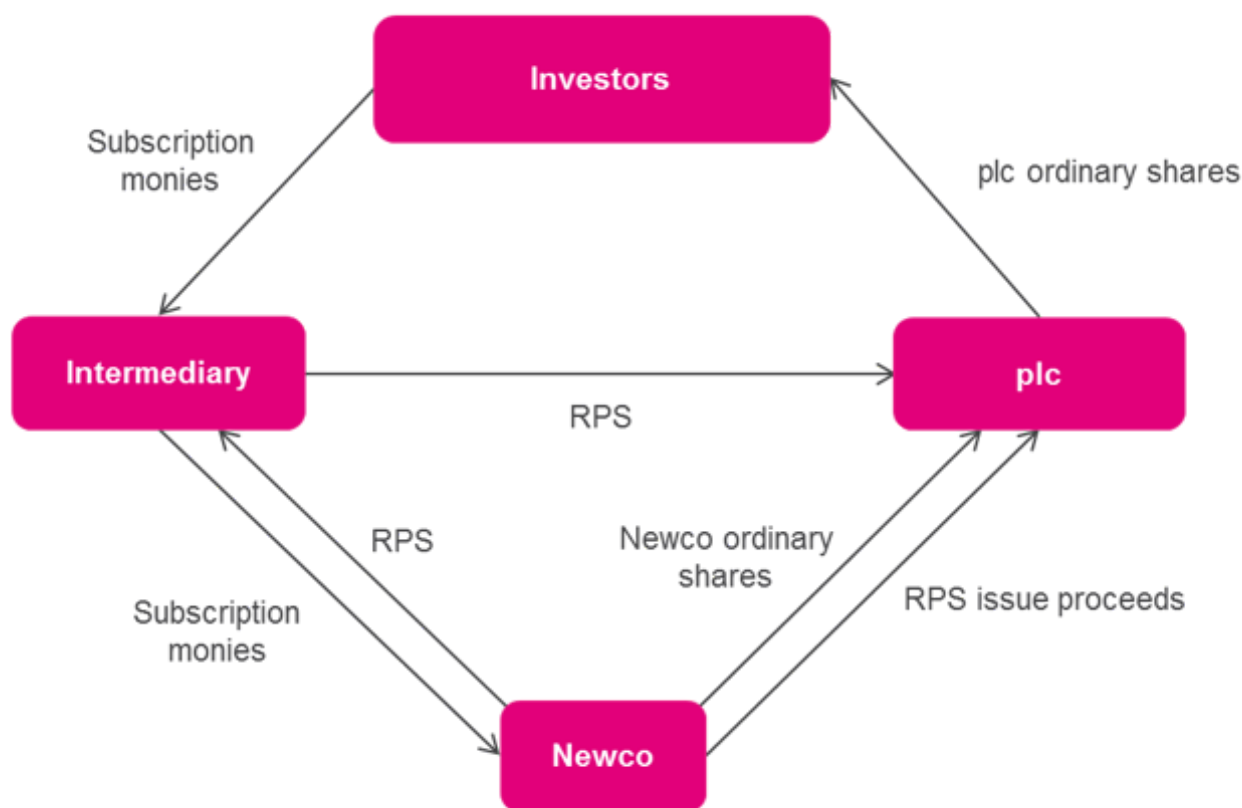 Investors
Subscription
monies
plc ordinary shares
Intermediary
plc
RPS
RPS
Newco ordinary
shares
RPS issue proceeds
Subscription
monies
Newco